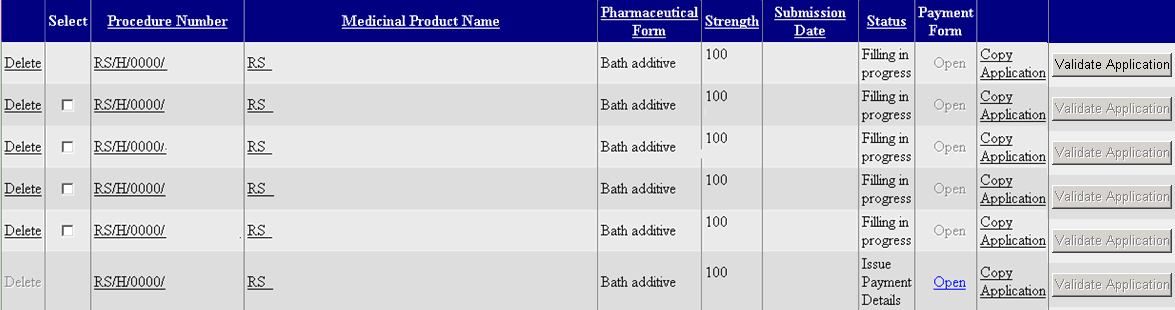 Select Procedure Number Medicinal Product Name Pharmaceutical Form Strength Submission Date Status Payment Form
Delete RS/H/0000/ RS Bath additive 100 Filling in progress Open Copy Application Validate Application
Delete RS/H/0000/ RS Bath additive 100 Filling in progress Open Copy Application Validate Application
Delete RS/H/0000/ RS Bath additive 100 Filling in progress Open Copy Application Validate Application
Delete RS/H/0000/ RS Bath additive 100 Filling in progress Open Copy Application Validate Application
Delete RS/H/0000/ RS Bath additive 100 Filling in progress Open Copy Application Validate Application
Delete RS/H/0000/ RS Bath additive 100 Issue Payment Details Open Copy Application Validate Application